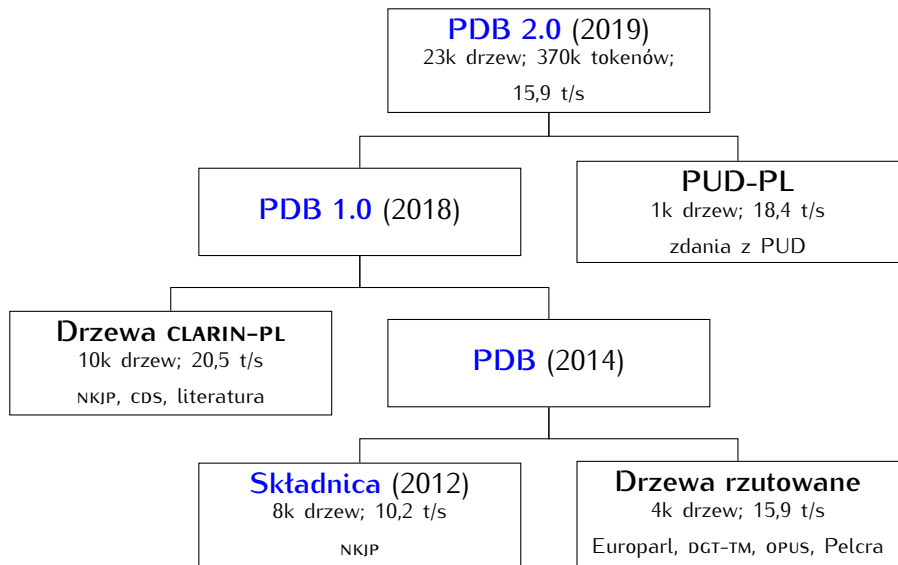 PDB 2.0 (2019)
23k drzew; 370k tokenów;
15,9 t/s
PDB 1.0 (2018)
PUD-PL
1k drzew; 18,4 t/s
zdania z PUD
Drzewa CLARIN-PL
10k drzew; 20,5 t/s
NKJP, CDS, literatura
PDB (2014)
Składnica (2012)
8k drzew; 10,2 t/s
NKJP
Drzewa rzutowane
4k drzew; 15,9 t/s
Europarl, DGT-TM, OPUS, Pelcra